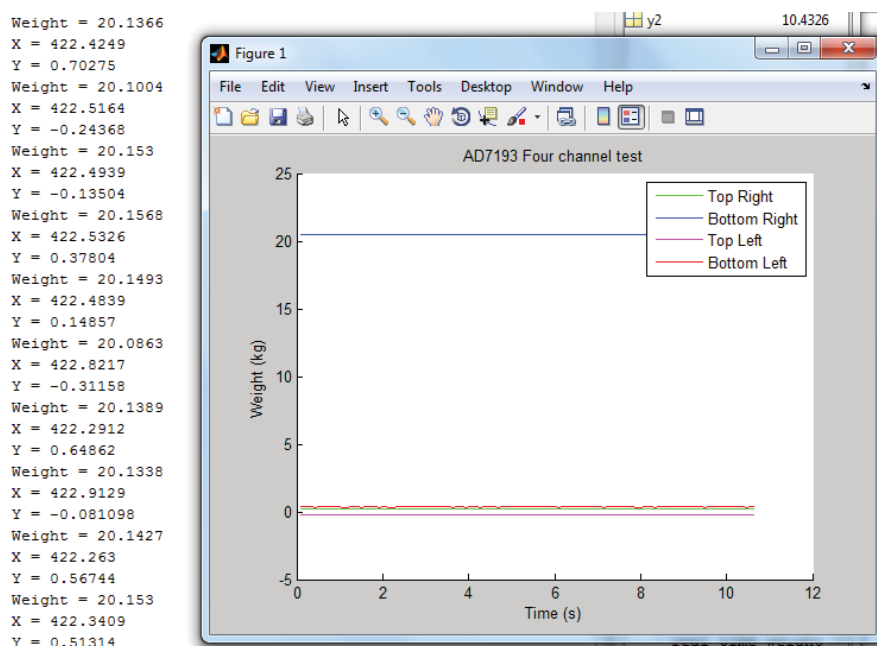 Weight = 20.1366
X = 422.4249
Y = 0.70275
Weight = 20.1004
X = 422.5164
Y = -0.24368
Weight = 20.153
X = 422.4939
Y = -0.13504
Weight = 20.1568
X = 422.5326
Y = 0.37804
Weight = 20.1493
X = 422.4839
Y = 0.14857
Weight = 20.0863
X = 422.8217
Y = -0.31158
Weight = 20.1389
X = 422.2912
Y = 0.64862
Weight = 20.1338
X = 422.9129
Y = -0.081098
Weight = 20.1427
X = 422.263
Y = 0.56744
Weight = 20.153
X = 422.3409
Y = 0.51314
y2 10.4326
Figure 1
File Edit View Insert Tools Desktop Window Help
AD7193 Four channel test
Top Right
Bottom Right
Top Left
Bottom Left
25
20
15
10
5
0
-5
Weight (kg)
0 2 4 6 8 10 12
Time (s)